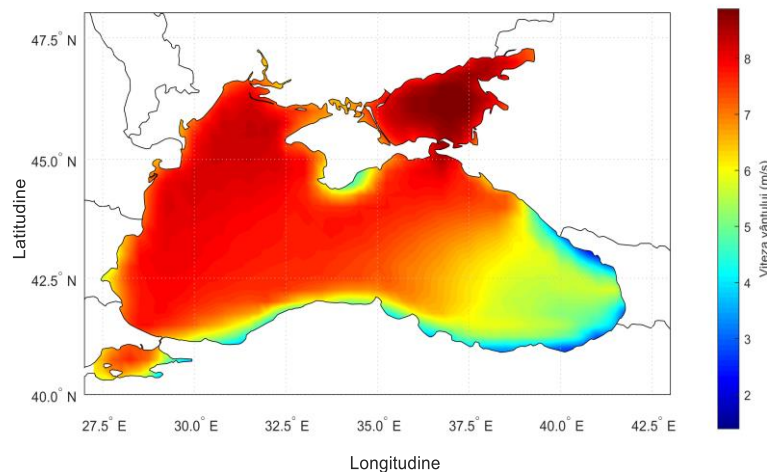 47.5° N
45.0° N
42.5° N
40.0° N
Latitudine
27.5° E 30.0° E 32.5° E 35.0° E 37.5° E 40.0° E 42.5° E
Longitudine
8
7
6
5
4
3
2
Viteza vântului (m/s)